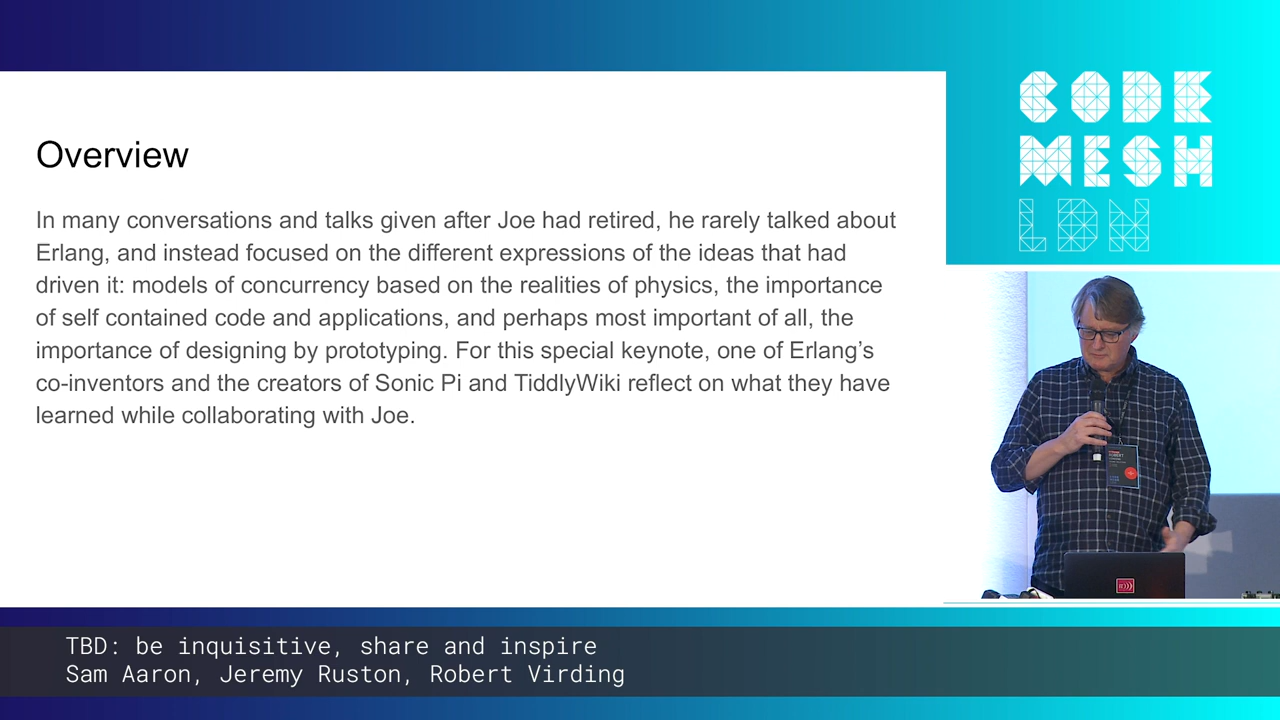 Overview
In many conversations and talks given after Joe had retired, he rarely talked about
Erlang, and instead focused on the different expressions of the ideas that had
driven it: models of concurrency based on the realities of physics, the importance
of self contained code and applications, and perhaps most important of all, the
importance of designing by prototyping. For this special keynote, one of Erlang’s
co-inventors and the creators of Sonic Pi and TiddlyWiki reflect on what they have
learned while collaborating with Joe.
CODE
MESH
LDN
ROBERT
TBD: be inquisitive, share and inspire
Sam Aaron, Jeremy Ruston, Robert Virding